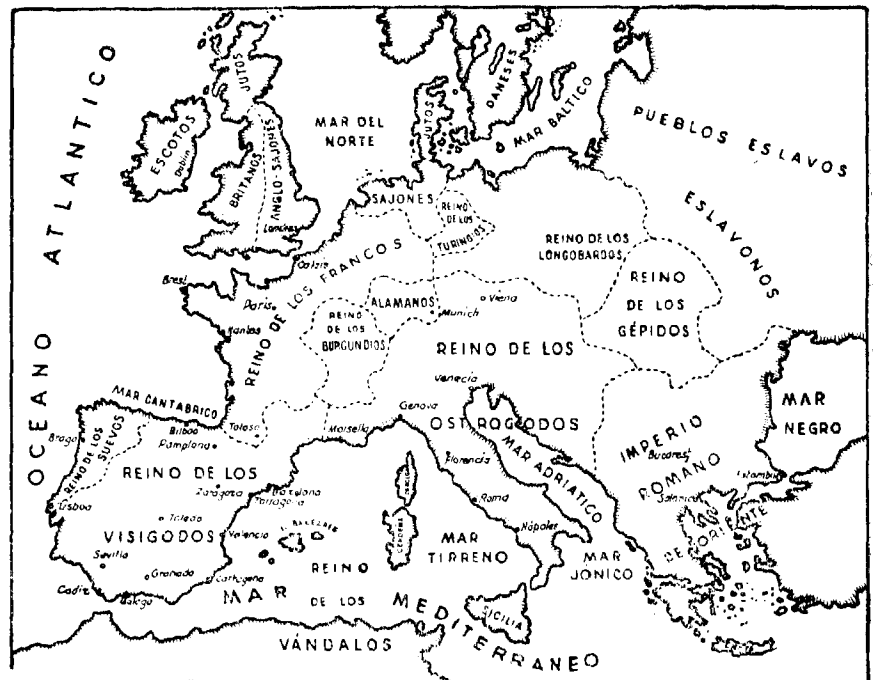 OCEANO ATLANTICO
JUTOS
ESCOTOS
Dublin
BRITANOS
ANGLO-SAJONES
Londres
MAR DEL
NORTE
JUTOS
DANESES
MAR BALTICO
PUEBLOS ESLAVOS
ESLAVONOS
SAJONES
REINO
DE LOS
TURINGIOS
REINO DE LOS
LONGOBARDOS
REINO
DE LOS
GÉPIDOS
Calais
Brest
Paris
Nantes
REINO DE LOS FRANCOS
ALAMANOS
Munich
Viena
REINO
DE LOS
BURGUNDIOS
REINO DE LOS
OSTROGODOS
Venecia
Genova
Marsella
Tolosa
MAR CANTABRICO
Bilbao
Pamplona
Braga
REINO DE LOS SUEVOS
Lisboa
REINO DE LOS
VISIGODOS
Zaragoza
Barcelona
Tarragona
Toledo
Valencia
I. BALEARES
Sevilla
Granada
Cartagena
Cadiz
Malaga
CORCEGA
CERDEÑA
Florencia
Roma
Nápoles
MAR ADRIATICO
MAR
TIRRENO
MAR
JONICO
SICILIA
IMPERIO
ROMANO
DE ORIENTE
Bucarest
Estambul
Salonica
MAR
NEGRO
REINO
DE LOS
VÁNDALOS
MAR MEDITERRANEO